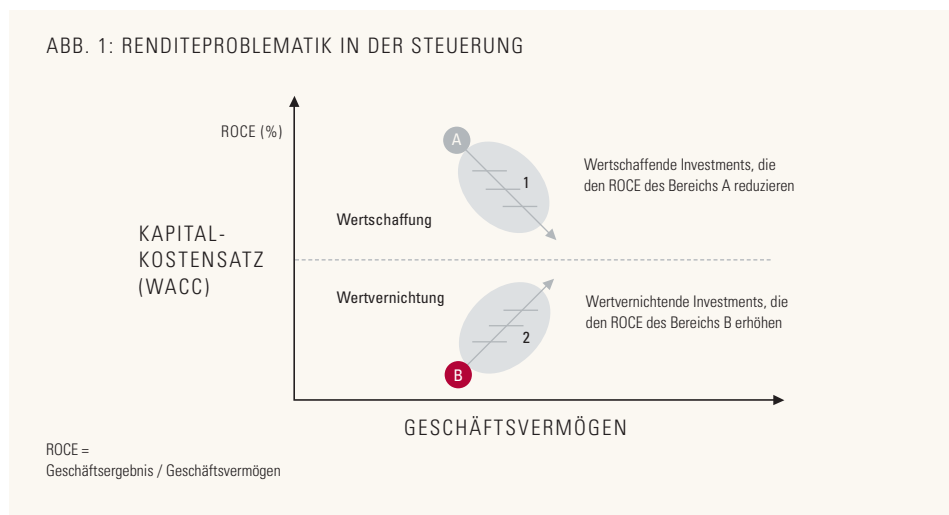 ABB. 1: RENDITEPROBLEMATIK IN DER STEUERUNG
ROCE (%)
A
1
Wertschaffende Investments, die
den ROCE des Bereichs A reduzieren
Wertschaffung
KAPITAL-
KOSTENSATZ
(WACC)
Wertvernichtung
Wertvernichtende Investments, die
den ROCE des Bereichs B erhöhen
2
B
GESCHÄFTSVERMÖGEN
ROCE =
Geschäftsergebnis / Geschäftsvermögen